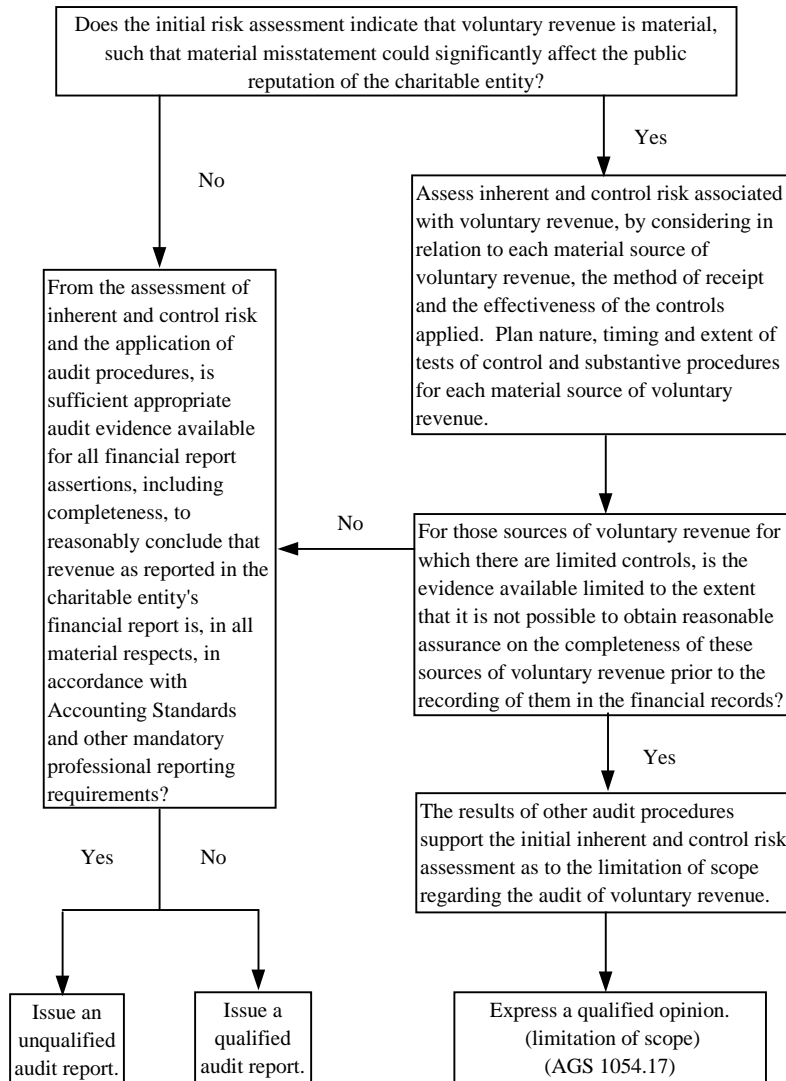 Does the initial risk assessment indicate that voluntary revenue is material,
such that material misstatement could significantly affect the public
reputation of the charitable entity?
Yes
No
Assess inherent and control risk associated
with voluntary revenue, by considering in
relation to each material source of
voluntary revenue, the method of receipt
and the effectiveness of the controls
applied. Plan nature, timing and extent of
tests of control and substantive procedures
for each material source of voluntary
revenue.
From the assessment of
inherent and control risk
and the application of
audit procedures, is
sufficient appropriate
audit evidence available
for all financial report
assertions, including
completeness, to
reasonably conclude that
revenue as reported in the
charitable entity's
financial report is, in all
material respects, in
accordance with
Accounting Standards
and other mandatory
professional reporting
requirements?
No
For those sources of voluntary revenue for
which there are limited controls, is the
evidence available limited to the extent
that it is not possible to obtain reasonable
assurance on the completeness of these
sources of voluntary revenue prior to the
recording of them in the financial records?
Yes
The results of other audit procedures
support the initial inherent and control risk
assessment as to the limitation of scope
regarding the audit of voluntary revenue.
Yes
No
Issue an
unqualified
audit report.
Issue a
qualified
audit report.
Express a qualified opinion.
(limitation of scope)
(AGS 1054.17)